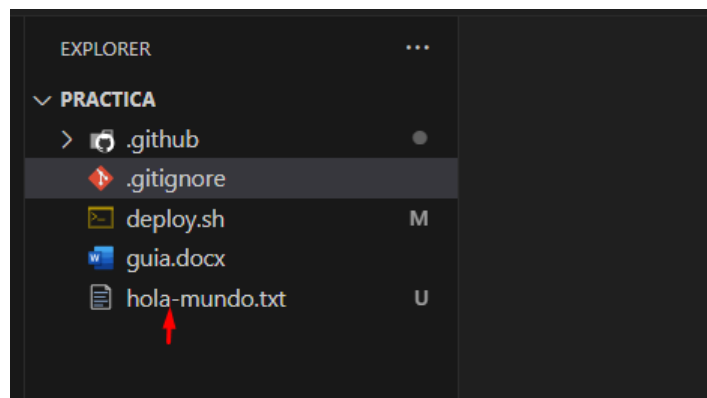 EXPLORER ...
PRACTICA
.github
.gitignore
deploy.sh M
guia.docx
hola-mundo.txt U